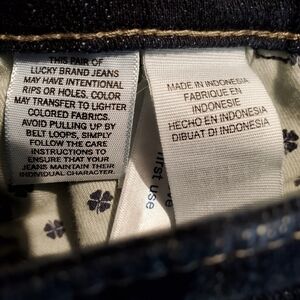 THIS PAIR OF
LUCKY BRAND JEANS
MAY HAVE INTENTIONAL
RIPS OR HOLES, COLOR
MAY TRANSFER TO LIGHTER
COLORED FABRICS.
AVOID PULLING UP BY
BELT LOOPS, SIMPLY
FOLLOW THE CARE
INSTRUCTIONS TO
ENSURE THAT YOUR
JEANS MAINTAIN THEIR
INDIVIDUAL CHARACTER.
MADE IN INDONESIA
FABRIQUE EN
INDONESIE
HECHO EN INDONESIA
DIBUAT DI INDONESIA
first use